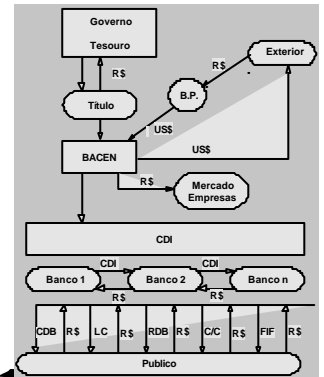 Governo
Tesouro
R$
Exterior
R$
Título
B.P.
US$
BACEN
US$
R$
Mercado
Empresas
CDI
CDI
CDI
Banco 1
Banco 2
Banco n
R$
R$
CDB
R$
LC
R$
RDB
R$
C/C
R$
FIF
R$
Publico